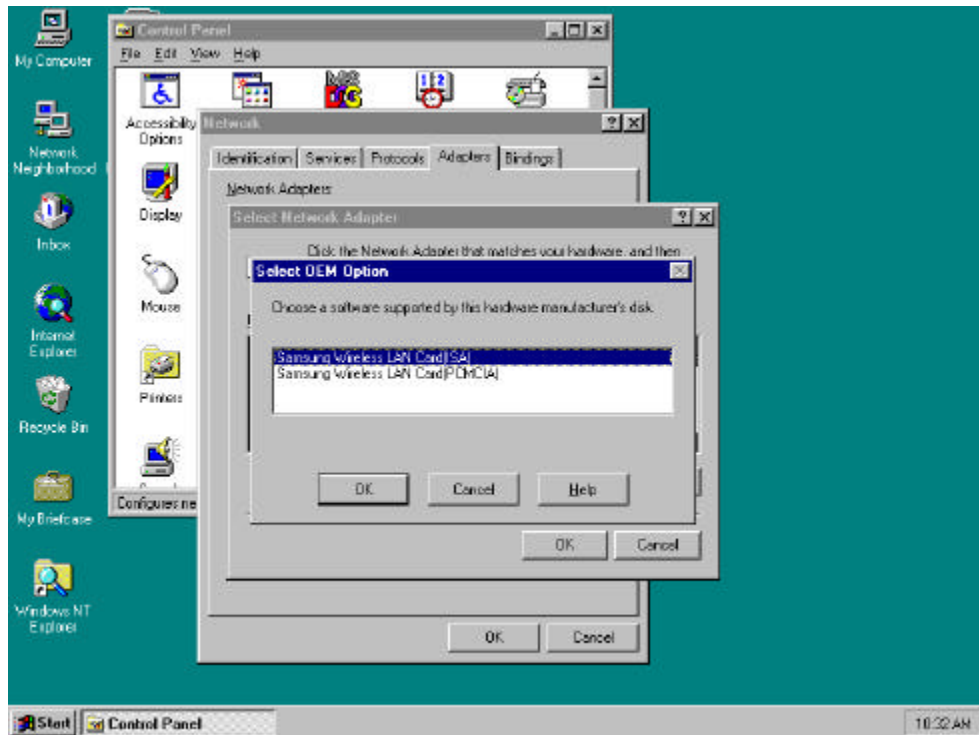 My Computer
Network
Neighborhood
Inbox
Internet
Explorer
Recycle Bin
My Briefcase
Windows NT
Explorer
Control Panel
File Edit View Help
Accessibility
Options
Display
Mouse
Printers
Configures ne
Network
Identification Services Protocols Adapters Bindings
Network Adapters:
Select Network Adapter
Click the Network Adapter that matches your hardware, and then
Select OEM Option
Choose a software supported by this hardware manufacturer's disk.
Samsung Wireless LAN Card(ISA)
Samsung Wireless LAN Card(PCMCIA)
OK Cancel Help
OK Cancel
OK Cancel
Start Control Panel 10:32 AM